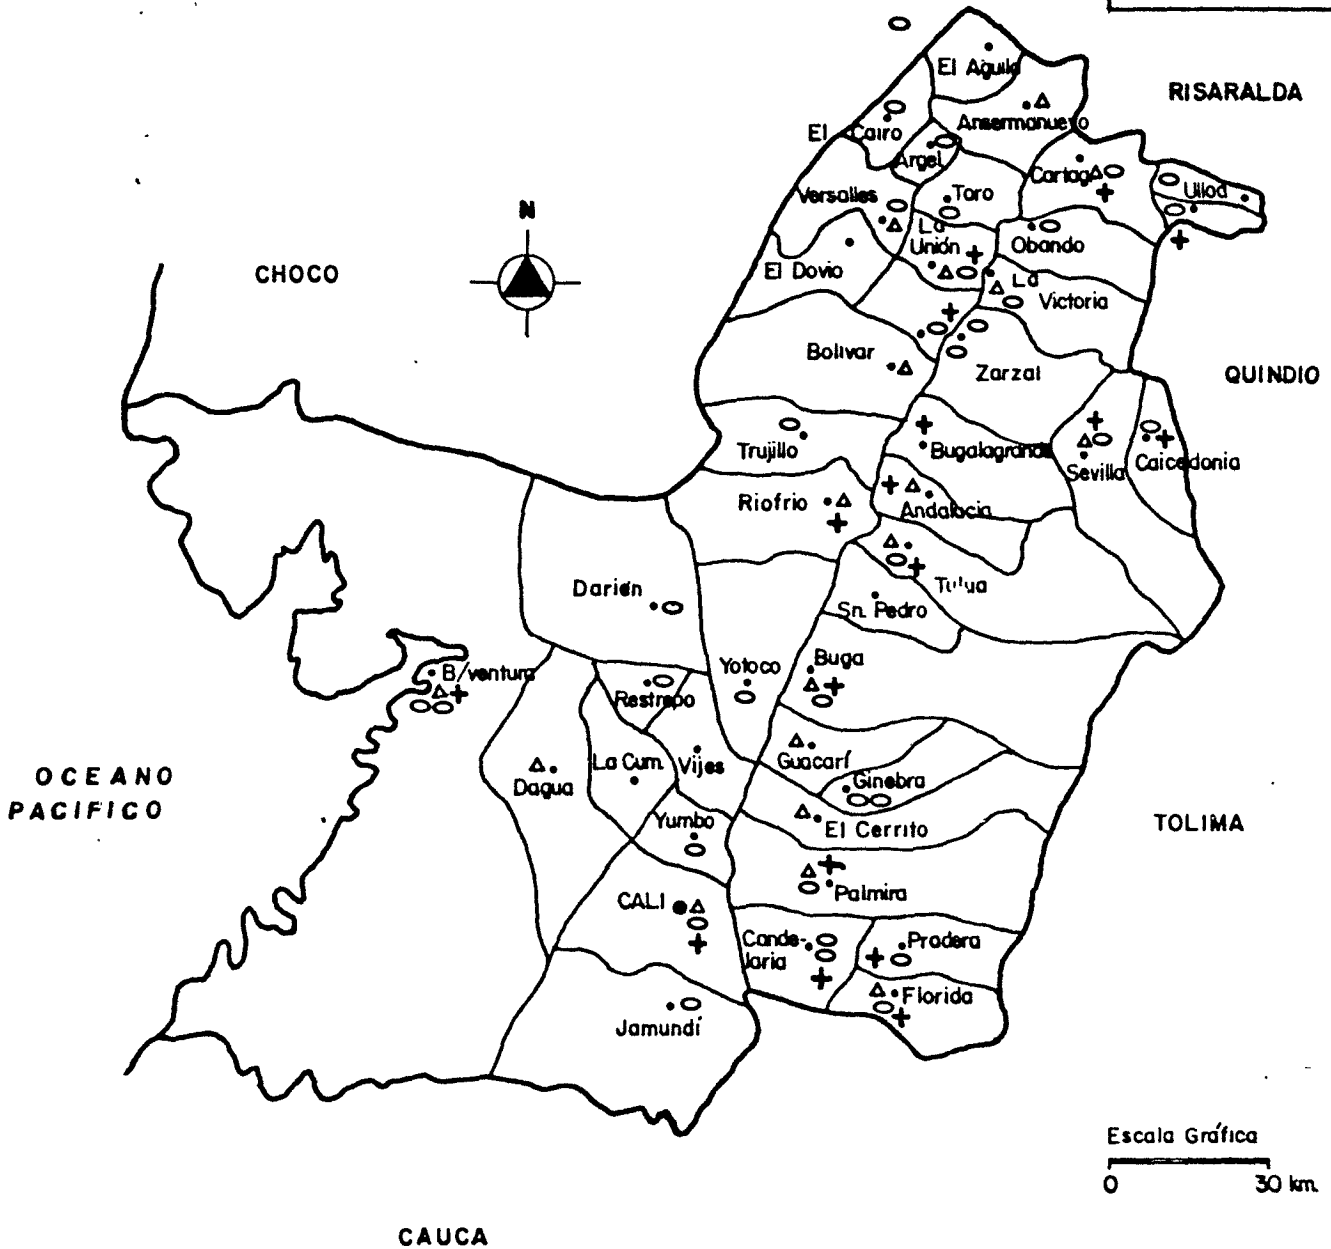 El Aguila
RISARALDA
Ansermanuevo
El Cairo
Argel
Cartag
Ulloa
Versalles
Toro
La
Unión
Obando
N
CHOCO
El Dovio
La
Victoria
Bolivar
Zarzal
QUINDIO
Trujillo
Bugalagrande
Sevilla
Caicedonia
Riofrio
Andalucia
Darién
Tulua
Sn. Pedro
B/ventura
Restrepo
Yotoco
Buga
OCEANO
PACIFICO
Dagua
La Cum.
Vijes
Guacarí
Ginebra
Yumbo
El Cerrito
TOLIMA
CALI
Palmira
Cande-
laria
Pradera
Florida
Jamundí
Escala Gráfica
0 30 km.
CAUCA